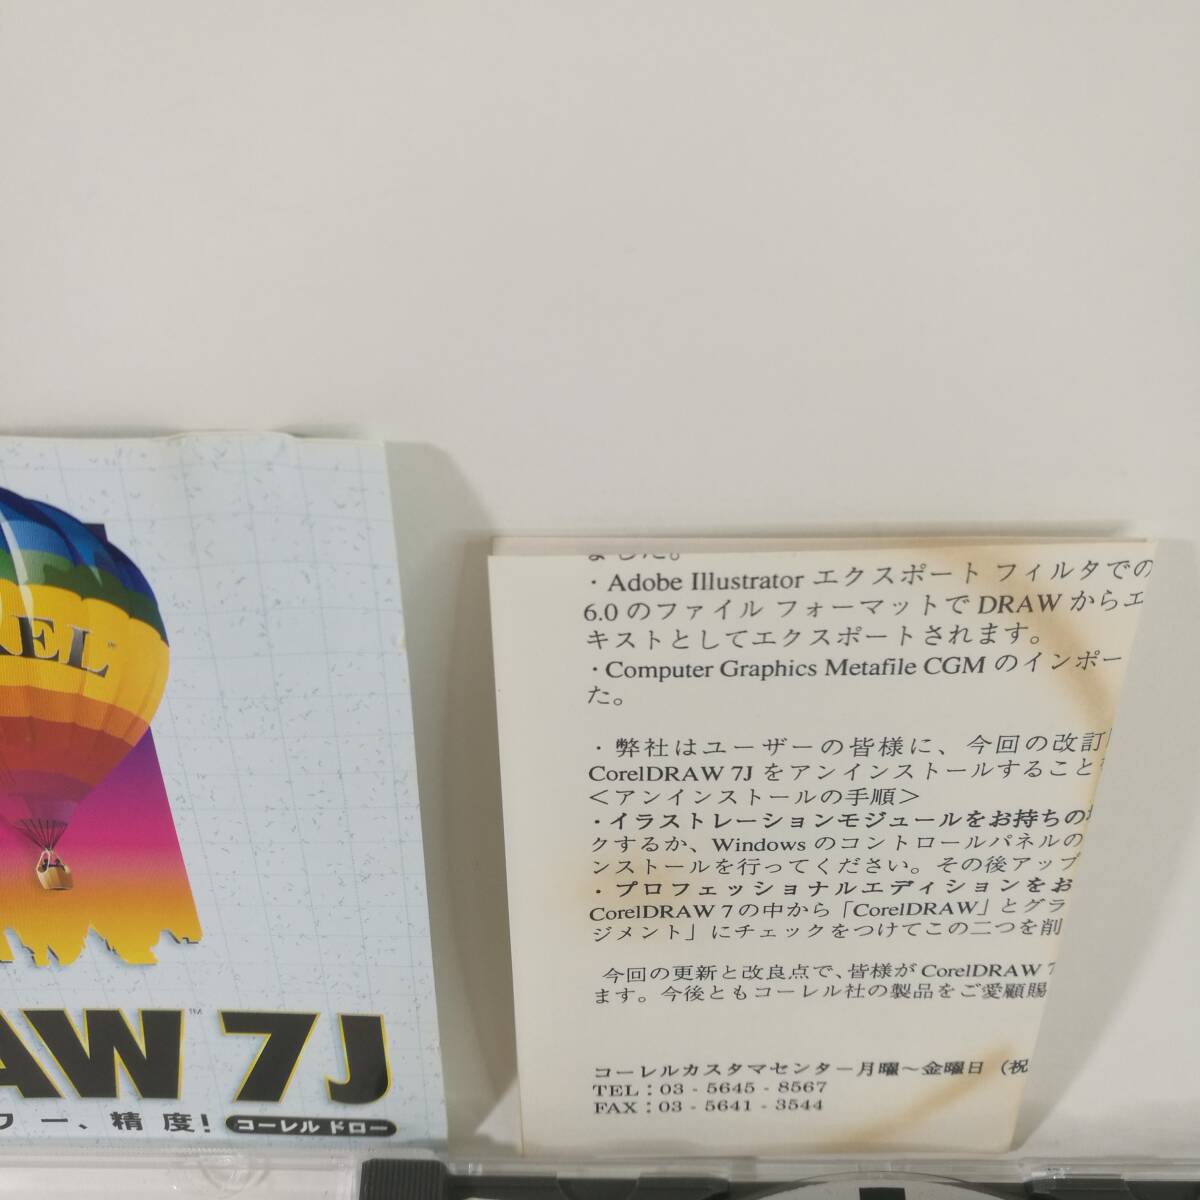 REL™
AW™ 7J
ー、精 度!
コーレル ドロー
ました。
・Adobe Illustrator エクスポート フィルタでの
6.0 のファイル フォーマットで DRAW からエ
キストとしてエクスポートされます。
・Computer Graphics Metafile CGM のインポー
た。
・弊社はユーザーの皆様に、今回の改訂
CorelDRAW 7J をアンインストールすること
＜アンインストールの手順＞
・イラストレーションモジュールをお持ちの
クするか、Windows のコントロールパネルの
ンストールを行ってください。その後アップ
・プロフェッショナルエディションをお
CorelDRAW 7 の中から「CorelDRAW」とグラ
ジメント」にチェックをつけてこの二つを削
今回の更新と改良点で、皆様が CorelDRAW 7
ます。今後ともコーレル社の製品をご愛顧賜
コーレルカスタマセンター月曜～金曜日（祝
TEL：03 - 5645 - 8567
FAX：03 - 5641 - 3544